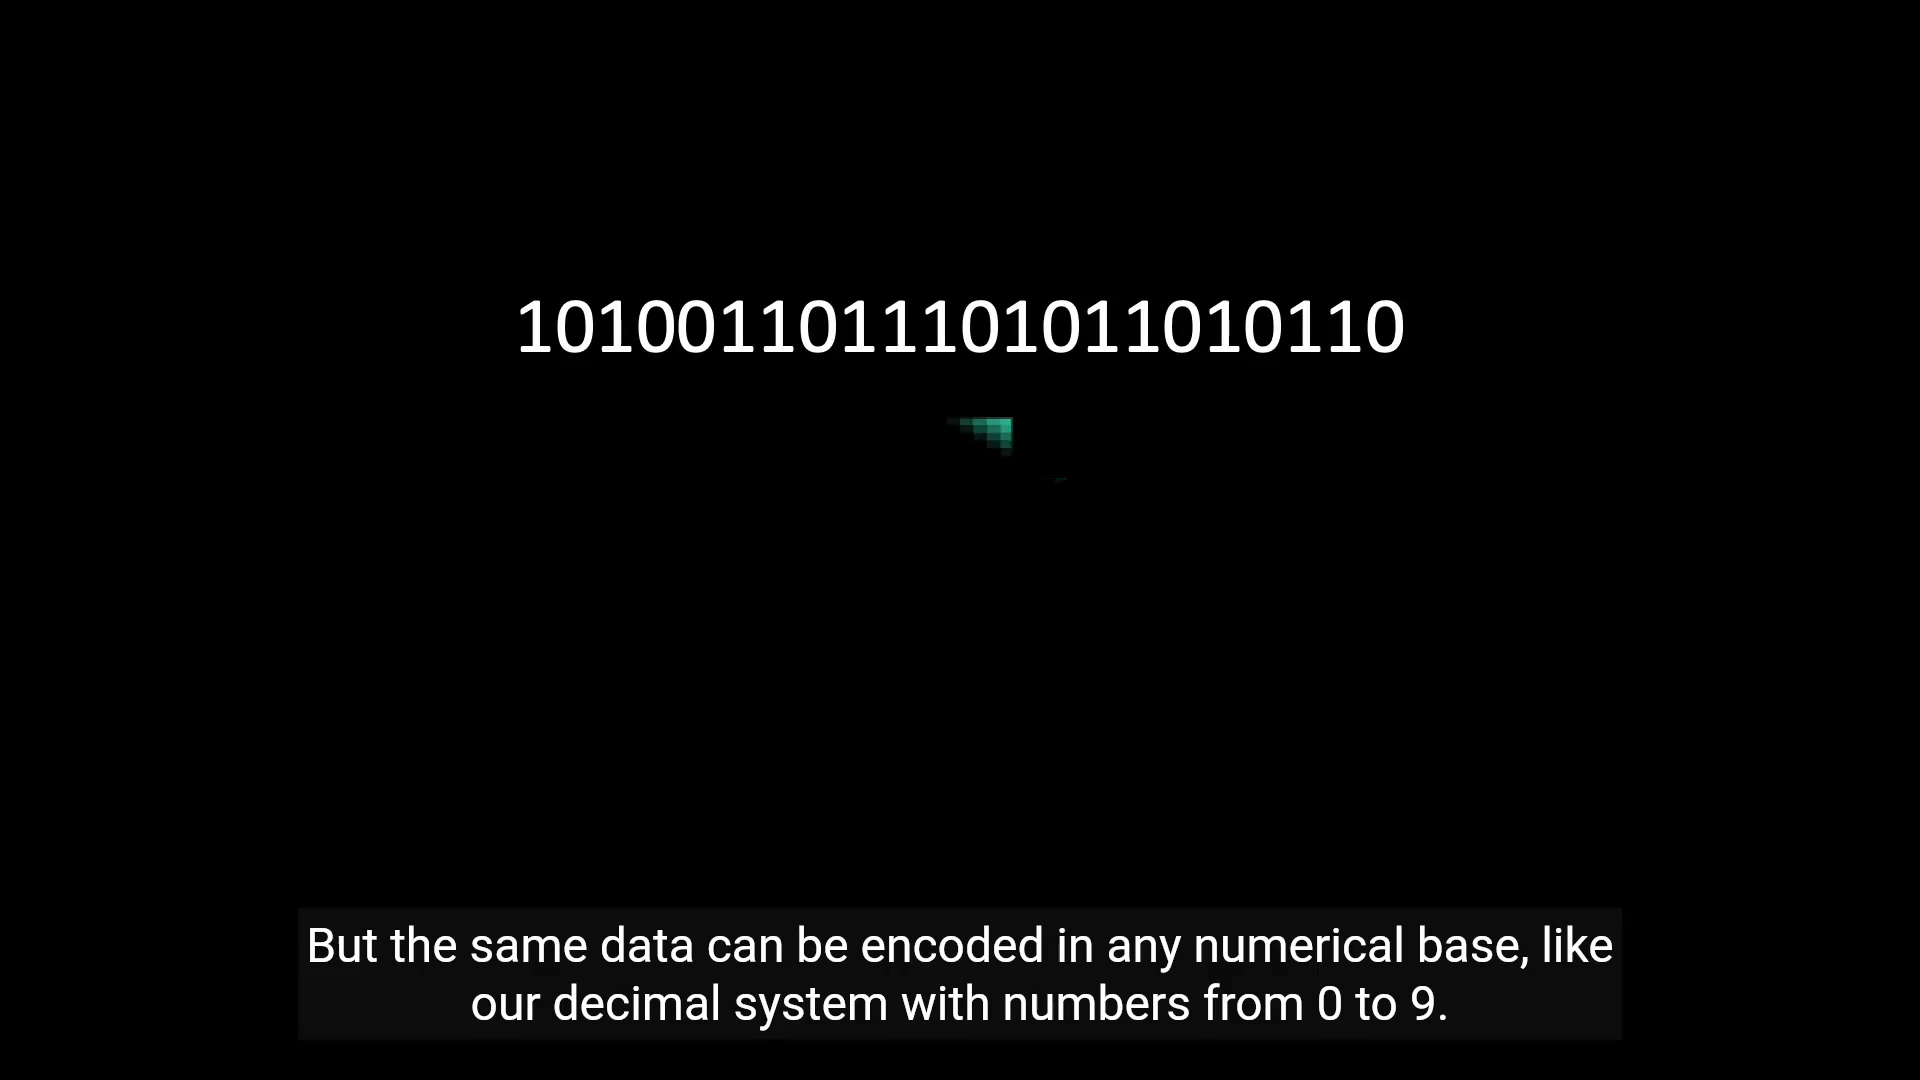 1010011011101011010110
But the same data can be encoded in any numerical base, like
our decimal system with numbers from 0 to 9.